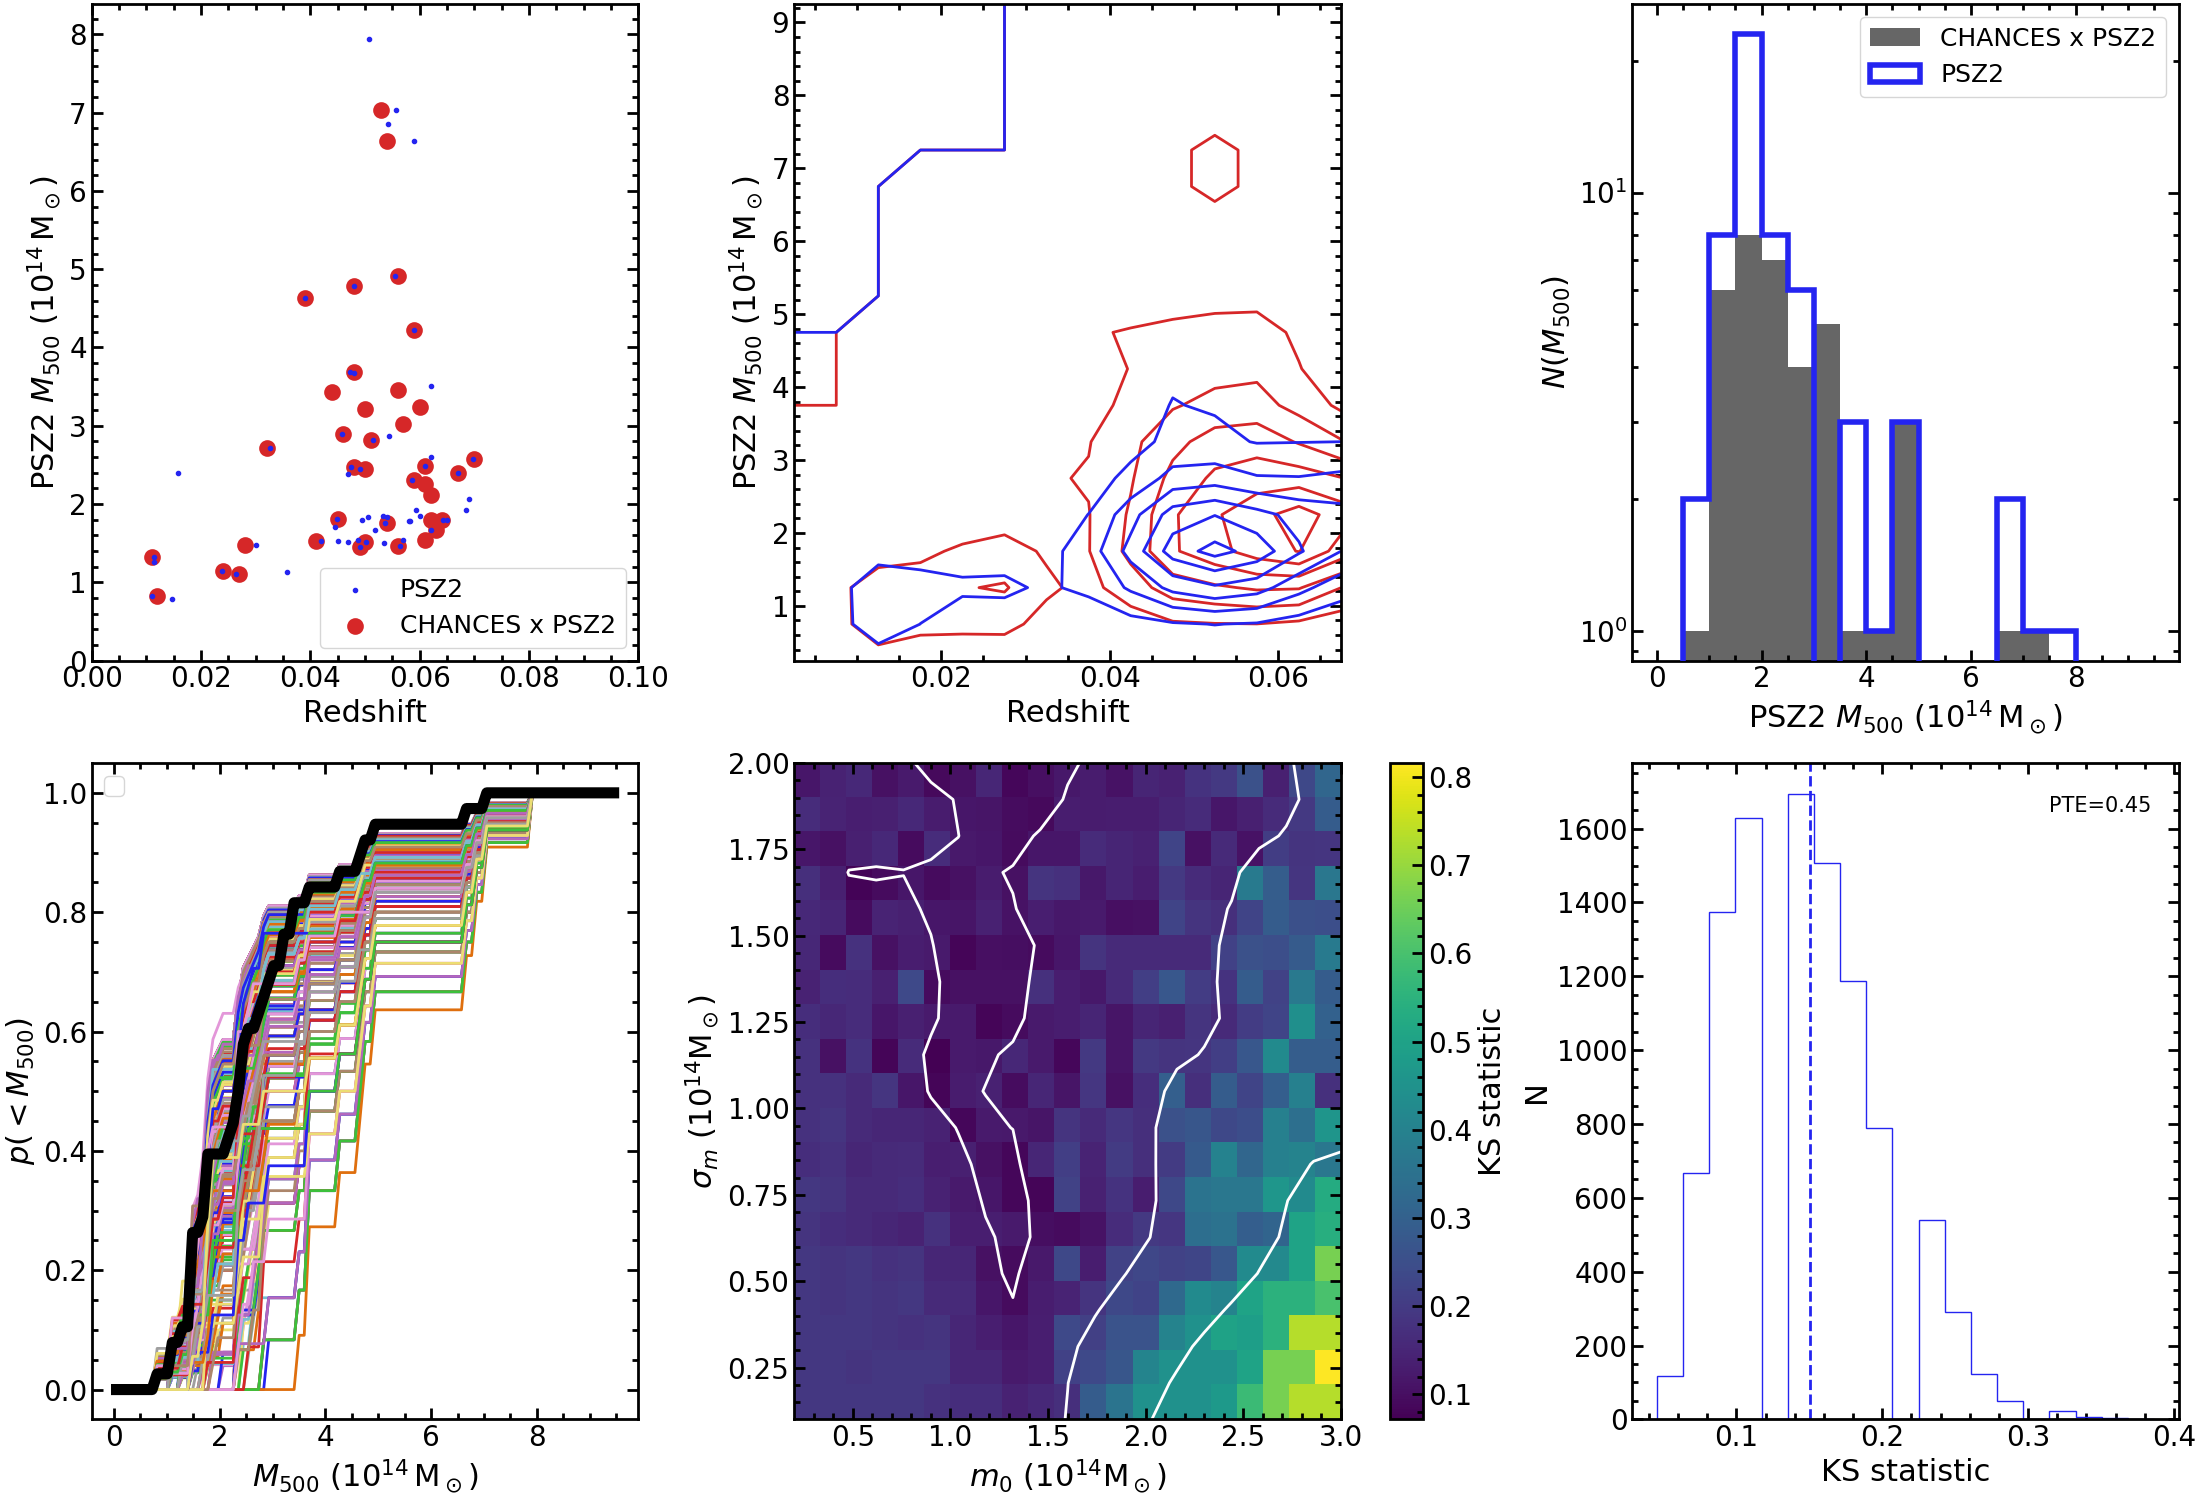 8
7
6
5
4
3
2
1
0
PSZ2 M500 (10^14 M⊙)
PSZ2
CHANCES x PSZ2
0.00 0.02 0.04 0.06 0.08 0.10
Redshift
9
8
7
6
5
4
3
2
1
PSZ2 M500 (10^14 M⊙)
0.02 0.04 0.06
Redshift
CHANCES x PSZ2
PSZ2
10^1
10^0
N(M500)
0 2 4 6 8
PSZ2 M500 (10^14 M⊙)
1.0
0.8
0.6
0.4
0.2
0.0
p(<M500)
0 2 4 6 8
M500 (10^14 M⊙)
2.00
1.75
1.50
1.25
1.00
0.75
0.50
0.25
σm (10^14 M⊙)
0.5 1.0 1.5 2.0 2.5 3.0
m0 (10^14 M⊙)
0.8
0.7
0.6
0.5
0.4
0.3
0.2
0.1
KS statistic
PTE=0.45
1600
1400
1200
1000
800
600
400
200
0
N
0.1 0.2 0.3 0.4
KS statistic